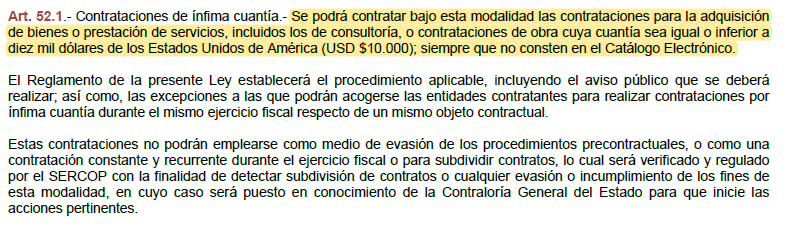 Art. 52.1.- Contrataciones de ínfima cuantía.- Se podrá contratar bajo esta modalidad las contrataciones para la adquisición
de bienes o prestación de servicios, incluidos los de consultoría, o contrataciones de obra cuya cuantía sea igual o inferior a
diez mil dólares de los Estados Unidos de América (USD $10.000); siempre que no consten en el Catálogo Electrónico.
El Reglamento de la presente Ley establecerá el procedimiento aplicable, incluyendo el aviso público que se deberá
realizar; así como, las excepciones a las que podrán acogerse las entidades contratantes para realizar contrataciones por
ínfima cuantía durante el mismo ejercicio fiscal respecto de un mismo objeto contractual.
Estas contrataciones no podrán emplearse como medio de evasión de los procedimientos precontractuales, o como una
contratación constante y recurrente durante el ejercicio fiscal o para subdividir contratos, lo cual será verificado y regulado
por el SERCOP con la finalidad de detectar subdivisión de contratos o cualquier evasión o incumplimiento de los fines de
esta modalidad, en cuyo caso será puesto en conocimiento de la Contraloría General del Estado para que inicie las
acciones pertinentes.